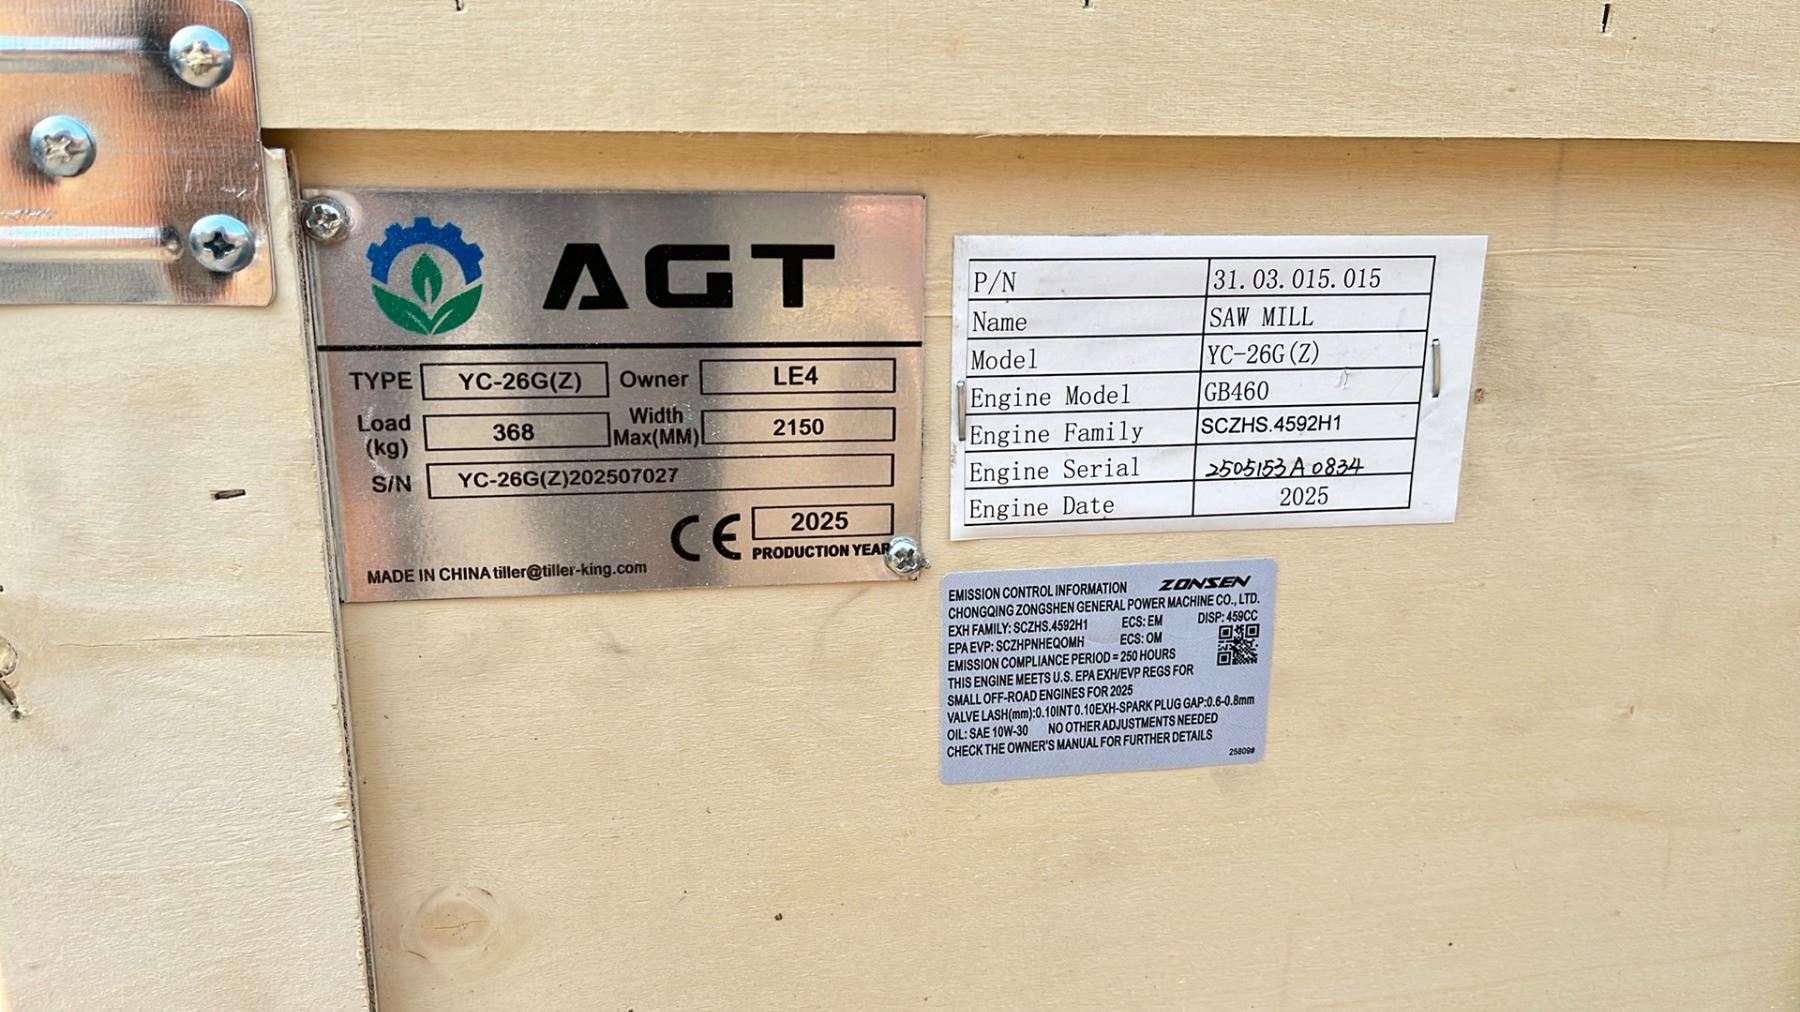 AGT
TYPE YC-26G(Z) Owner LE4
Load (kg) 368 Width Max(MM) 2150
S/N YC-26G(Z)202507027
CE 2025
PRODUCTION YEAR
MADE IN CHINA tiller@tiller-king.com
P/N 31.03.015.015
Name SAW MILL
Model YC-26G(Z)
Engine Model GB460
Engine Family SCZHS.4592H1
Engine Serial 2505153A0834
Engine Date 2025
EMISSION CONTROL INFORMATION ZONSEN
CHONGQING ZONGSHEN GENERAL POWER MACHINE CO., LTD.
EXH FAMILY: SCZHS.4592H1 ECS: EM DISP: 459CC
EPA EVP: SCZHPNHEQOMH ECS: OM
EMISSION COMPLIANCE PERIOD = 250 HOURS
THIS ENGINE MEETS U.S. EPA EXH/EVP REGS FOR
SMALL OFF-ROAD ENGINES FOR 2025
VALVE LASH(mm):0.10INT 0.10EXH-SPARK PLUG GAP:0.6-0.8mm
OIL: SAE 10W-30 NO OTHER ADJUSTMENTS NEEDED
CHECK THE OWNER'S MANUAL FOR FURTHER DETAILS